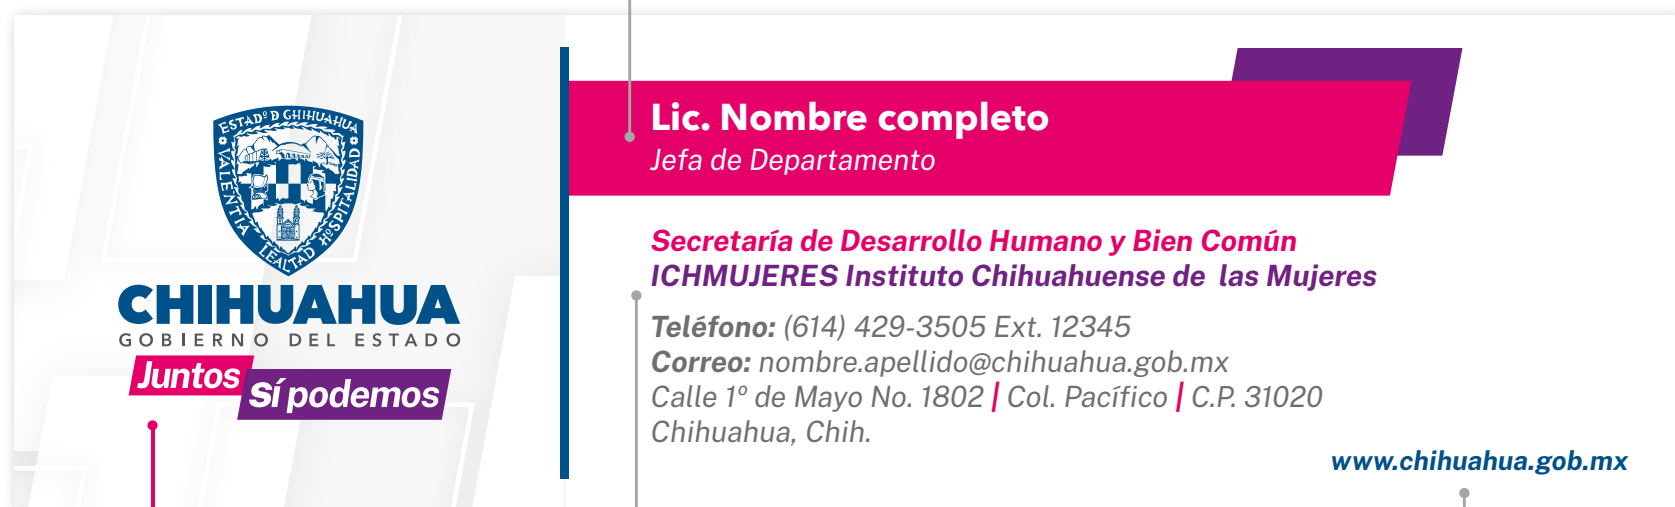 ESTADº D CHIHUAHUA
VALENTIA
LEALTAD
HºSPITALIDAD
CHIHUAHUA
GOBIERNO DEL ESTADO
Juntos
Sí podemos
Lic. Nombre completo
Jefa de Departamento
Secretaría de Desarrollo Humano y Bien Común
ICHMUJERES Instituto Chihuahuense de  las Mujeres
Teléfono: (614) 429-3505 Ext. 12345
Correo: nombre.apellido@chihuahua.gob.mx
Calle 1º de Mayo No. 1802 | Col. Pacífico | C.P. 31020
Chihuahua, Chih.
www.chihuahua.gob.mx